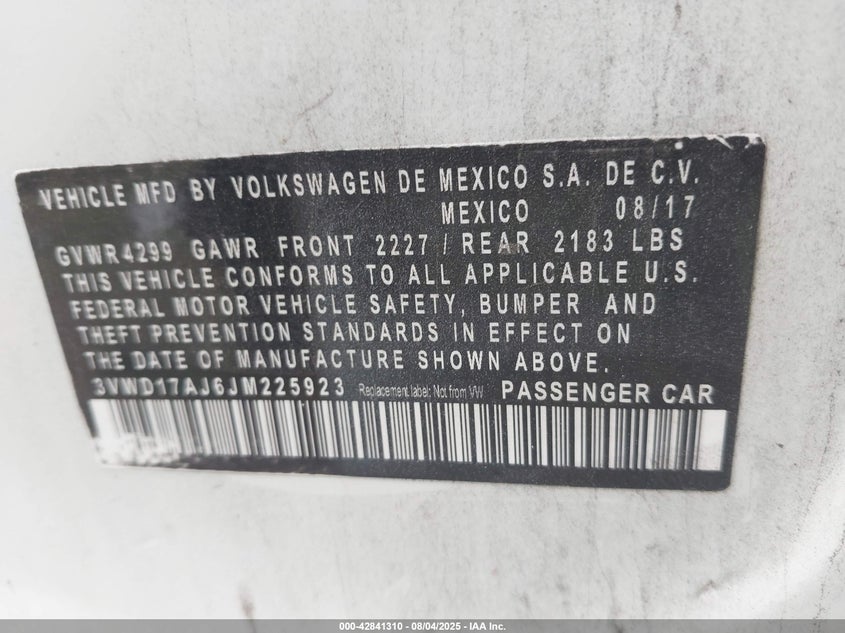 VEHICLE MFD BY VOLKSWAGEN DE MEXICO S.A. DE C.V.
MEXICO 08/17
GVWR4299 GAWR FRONT 2227 / REAR 2183 LBS
THIS VEHICLE CONFORMS TO ALL APPLICABLE U.S.
FEDERAL MOTOR VEHICLE SAFETY, BUMPER AND
THEFT PREVENTION STANDARDS IN EFFECT ON
THE DATE OF MANUFACTURE SHOWN ABOVE.
3VWD17AJ6JM225923 Replacement label: Not from VW PASSENGER CAR
000-42841310 - 08/04/2025 - IAA Inc.